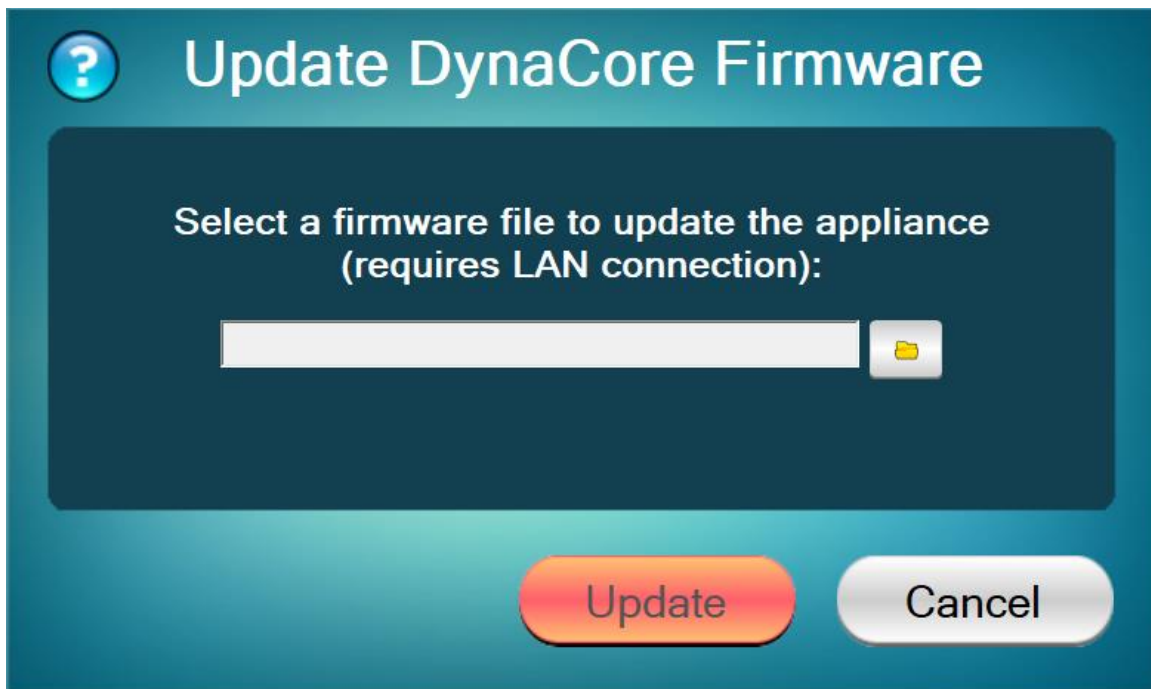 ?
Update DynaCore Firmware
Select a firmware file to update the appliance
(requires LAN connection):
Update
Cancel